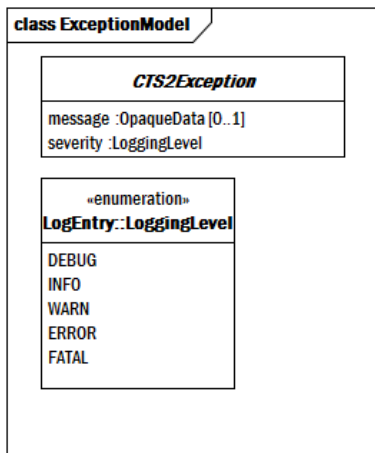 class ExceptionModel
CTS2Exception
message :OpaqueData [0..1]
severity :LoggingLevel
«enumeration»
LogEntry::LoggingLevel
DEBUG
INFO
WARN
ERROR
FATAL